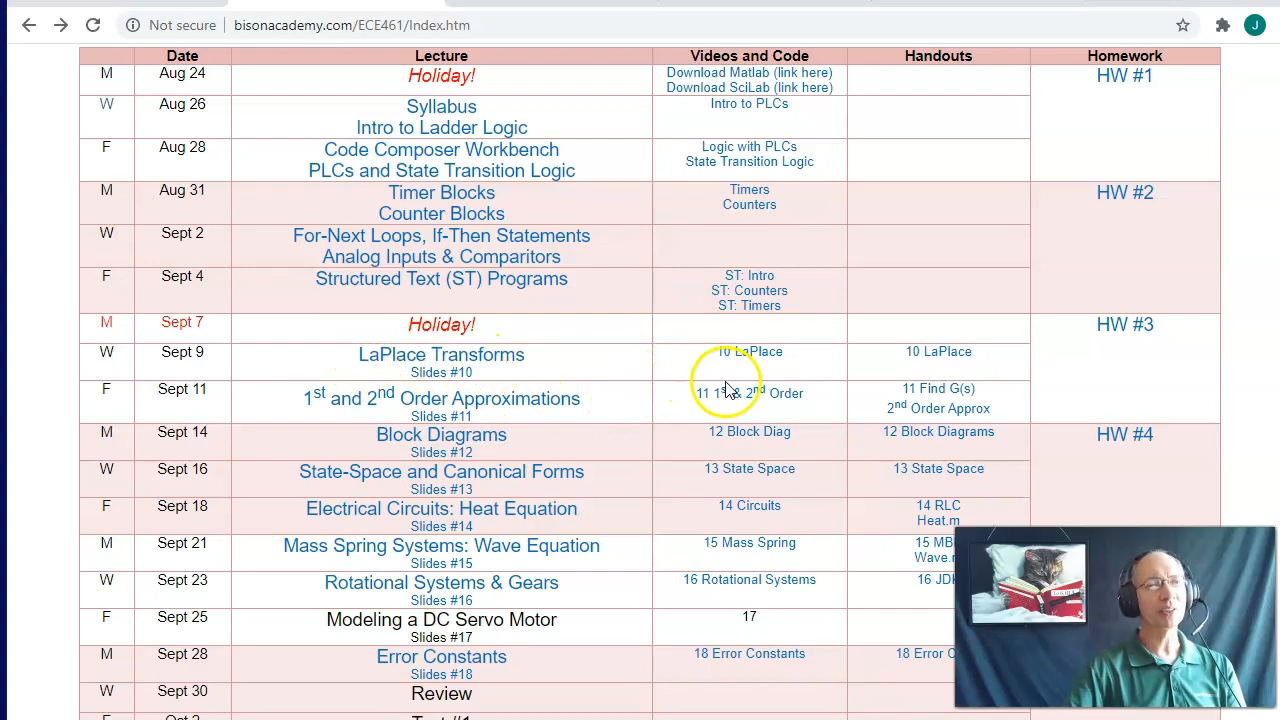 Not secure bisonacademy.com/ECE461/Index.htm J
Date Lecture Videos and Code Handouts Homework
M Aug 24 Holiday! Download Matlab (link here) HW #1
Download SciLab (link here)
W Aug 26 Syllabus Intro to PLCs
Intro to Ladder Logic
F Aug 28 Code Composer Workbench Logic with PLCs
PLCs and State Transition Logic State Transition Logic
M Aug 31 Timer Blocks Timers HW #2
Counter Blocks Counters
W Sept 2 For-Next Loops, If-Then Statements
Analog Inputs & Comparitors
F Sept 4 Structured Text (ST) Programs ST: Intro
ST: Counters
ST: Timers
M Sept 7 Holiday! HW #3
W Sept 9 LaPlace Transforms 10 LaPlace 10 LaPlace
Slides #10
F Sept 11 1st and 2nd Order Approximations 11 1st & 2nd Order 11 Find G(s)
Slides #11 2nd Order Approx
M Sept 14 Block Diagrams 12 Block Diag 12 Block Diagrams HW #4
Slides #12
W Sept 16 State-Space and Canonical Forms 13 State Space 13 State Space
Slides #13
F Sept 18 Electrical Circuits: Heat Equation 14 Circuits 14 RLC
Slides #14 Heat.m
M Sept 21 Mass Spring Systems: Wave Equation 15 Mass Spring 15
Slides #15
W Sept 23 Rotational Systems & Gears 16 Rotational Systems 16
Slides #16
F Sept 25 Modeling a DC Servo Motor 17
Slides #17
M Sept 28 Error Constants 18 Error Constants 18 Error
Slides #18
W Sept 30 Review